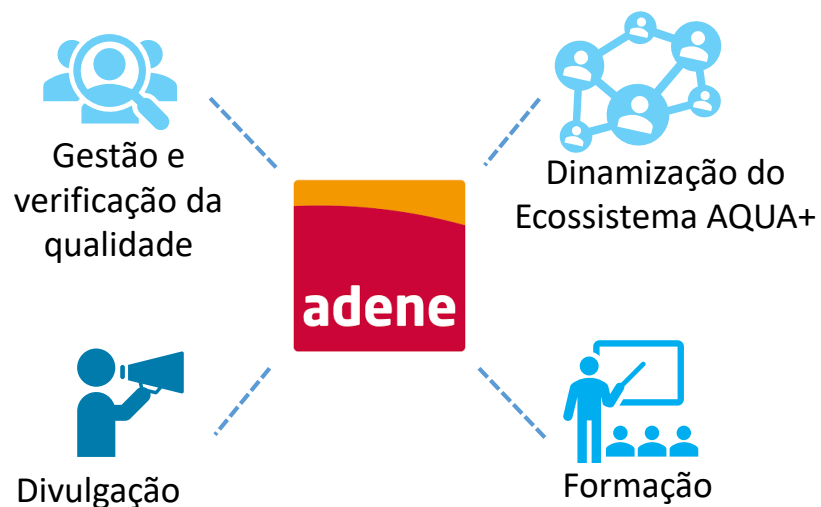 Gestão e
verificação da
qualidade
Dinamização do
Ecossistema AQUA+
adene
Divulgação
Formação